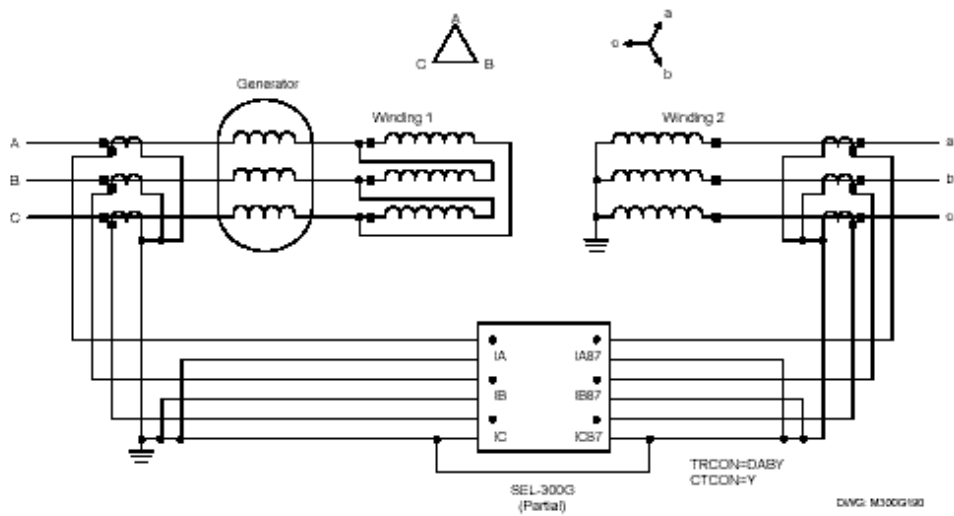 A
C B
a
c
b
Generator
Winding 1
Winding 2
A
B
C
a
b
c
IA
IB
IC
IA87
IB87
IC87
SEL-300G
(Partial)
TRCON=DABY
CTCON=Y
DWG: M300G190